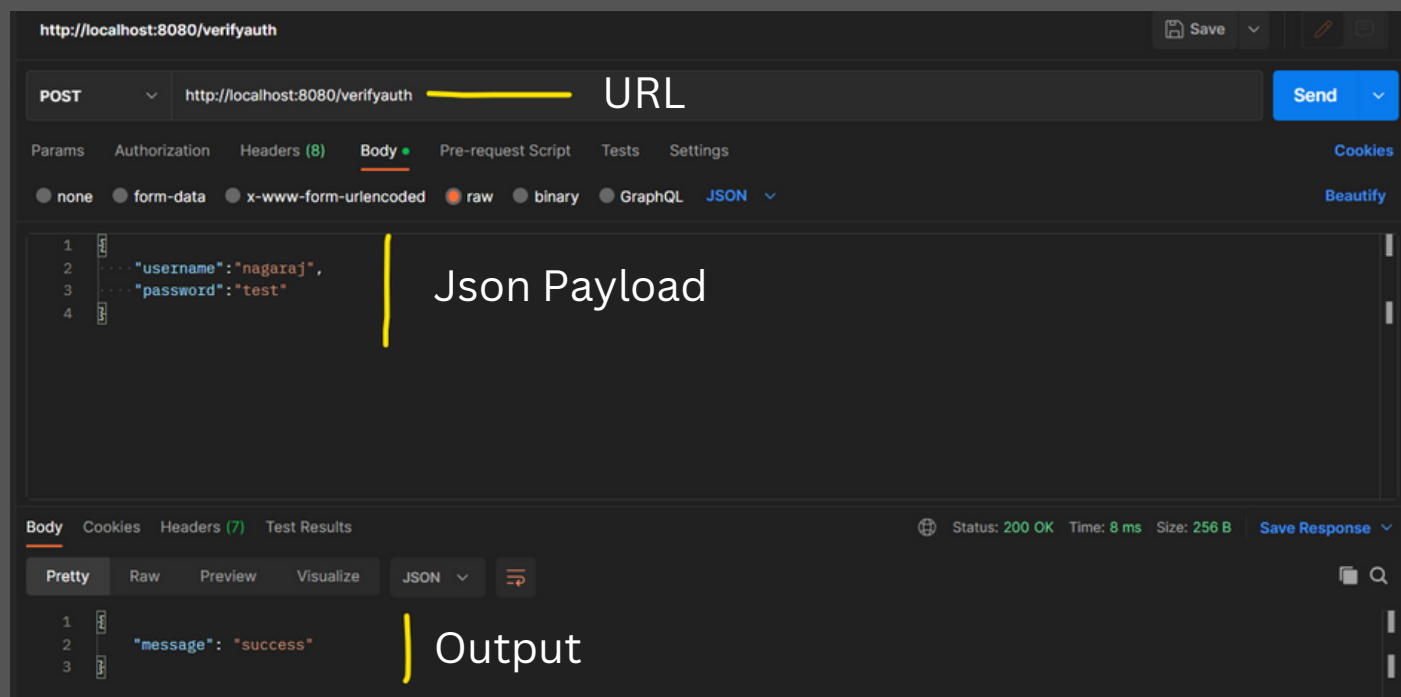 http://localhost:8080/verifyauth Save
POST http://localhost:8080/verifyauth URL Send
Params Authorization Headers (8) Body Pre-request Script Tests Settings Cookies
none form-data x-www-form-urlencoded raw binary GraphQL JSON Beautify
1 {
2 "username":"nagaraj",
3 "password":"test"
4 }
Json Payload
Body Cookies Headers (7) Test Results Status: 200 OK Time: 8 ms Size: 256 B Save Response
Pretty Raw Preview Visualize JSON
1 {
2 "message": "success"
3 }
Output